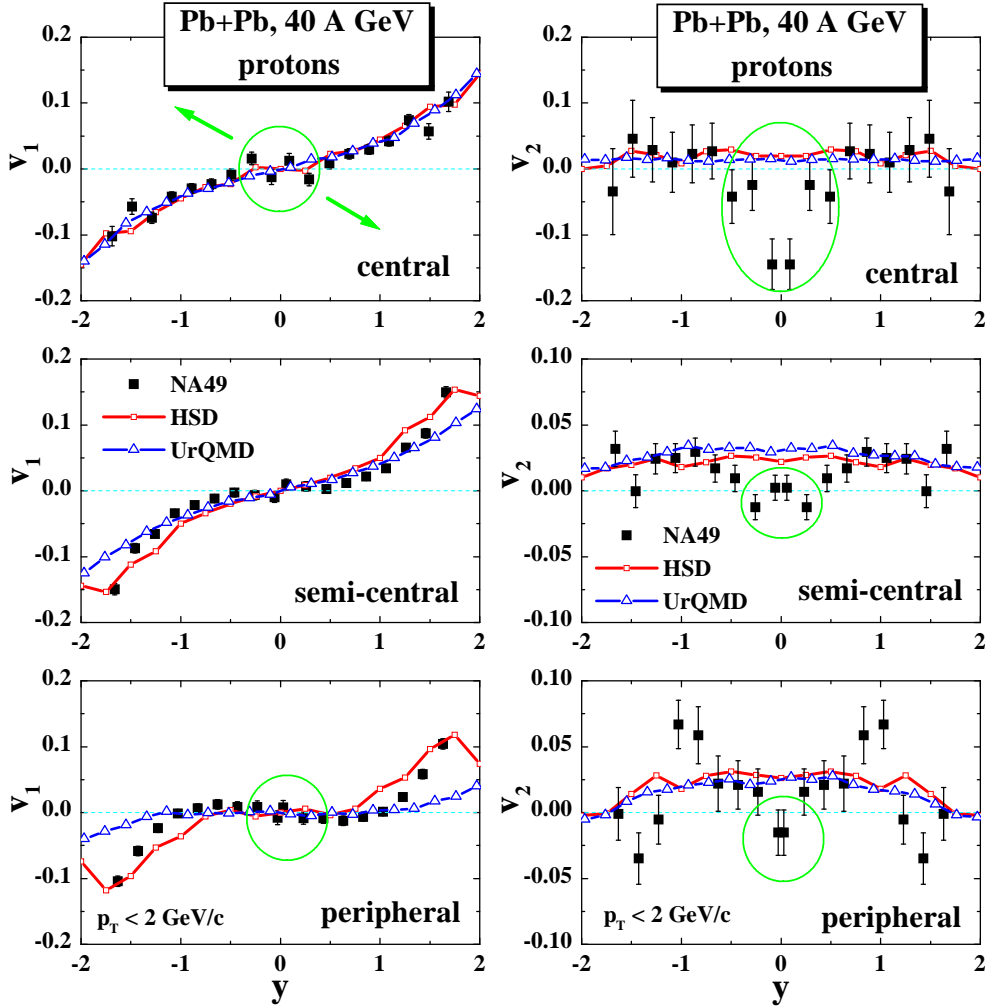 Pb+Pb, 40 A GeV
protons
v1
0.2
0.1
0.0
-0.1
-0.2
central
-2 -1 0 1 2
Pb+Pb, 40 A GeV
protons
v2
0.2
0.1
0.0
-0.1
-0.2
central
-2 -1 0 1 2
v1
0.2
0.1
0.0
-0.1
-0.2
NA49
HSD
UrQMD
semi-central
-2 -1 0 1 2
v2
0.10
0.05
0.00
-0.05
-0.10
NA49
HSD
UrQMD
semi-central
-2 -1 0 1 2
v1
0.2
0.1
0.0
-0.1
-0.2
pT < 2 GeV/c
peripheral
-2 -1 0 1 2
y
v2
0.10
0.05
0.00
-0.05
-0.10
pT < 2 GeV/c
peripheral
-2 -1 0 1 2
y